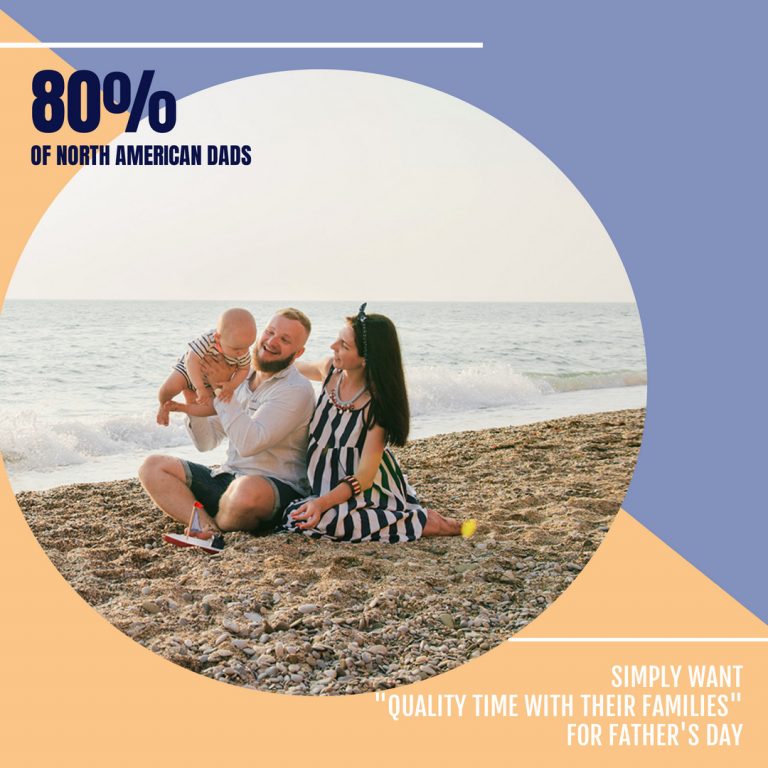 80%
OF NORTH AMERICAN DADS
SIMPLY WANT
"QUALITY TIME WITH THEIR FAMILIES"
FOR FATHER'S DAY